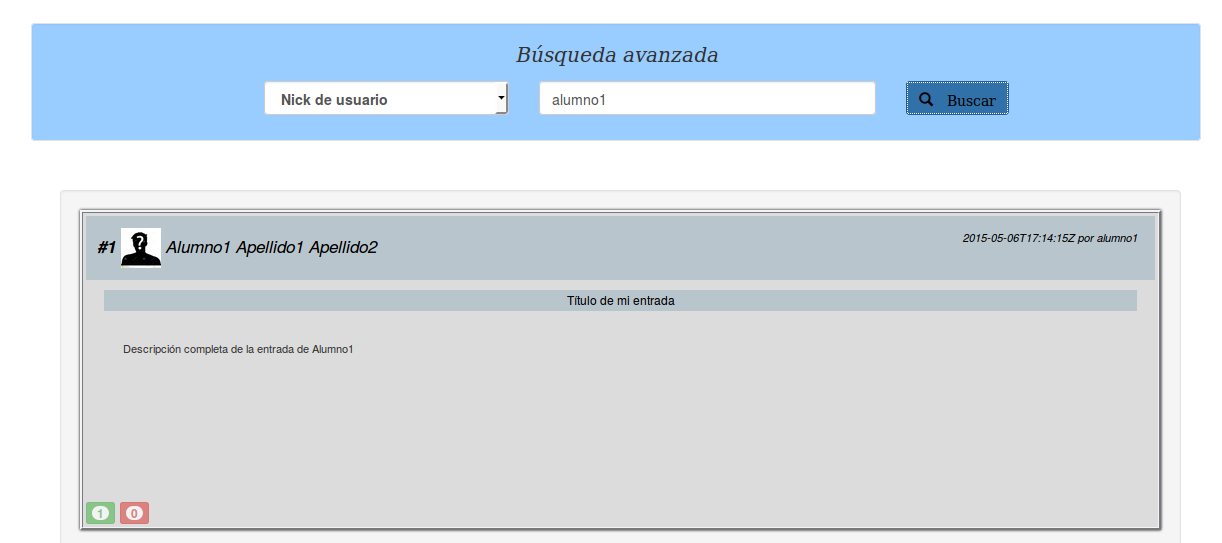 Búsqueda avanzada
Nick de usuario alumno1 Buscar
#1 ? Alumno1 Apellido1 Apellido2 2015-05-06T17:14:15Z por alumno1
Título de mi entrada
Descripción completa de la entrada de Alumno1
1 0